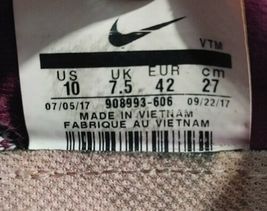 VTM
US UK EUR cm
10 7.5 42 27
07/05/17 908993-606 09/22/17
MADE IN VIETNAM
FABRIQUE AU VIETNAM